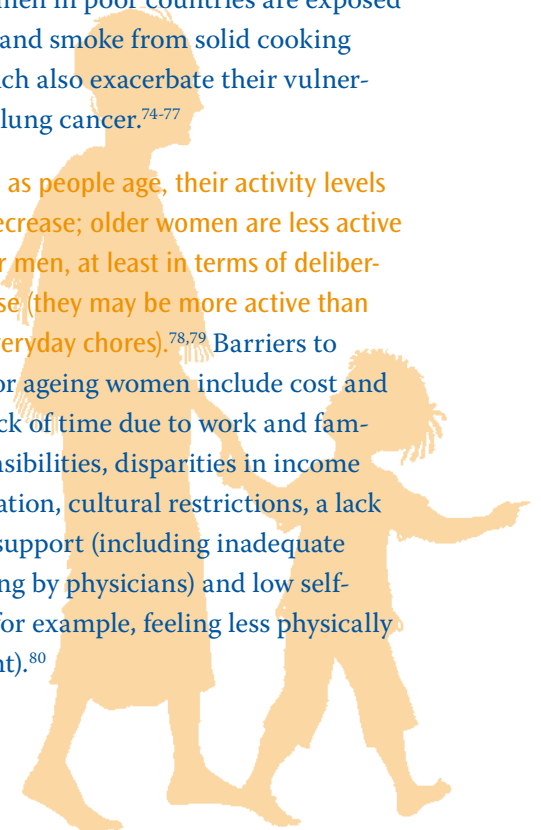 men in poor countries are exposed
and smoke from solid cooking
ch also exacerbate their vulner-
lung cancer.74-77
as people age, their activity levels
ecrease; older women are less active
r men, at least in terms of deliber-
se (they may be more active than
veryday chores).78,79 Barriers to
or ageing women include cost and
ck of time due to work and fam-
nsibilities, disparities in income
ation, cultural restrictions, a lack
support (including inadequate
ng by physicians) and low self-
for example, feeling less physically
nt).80